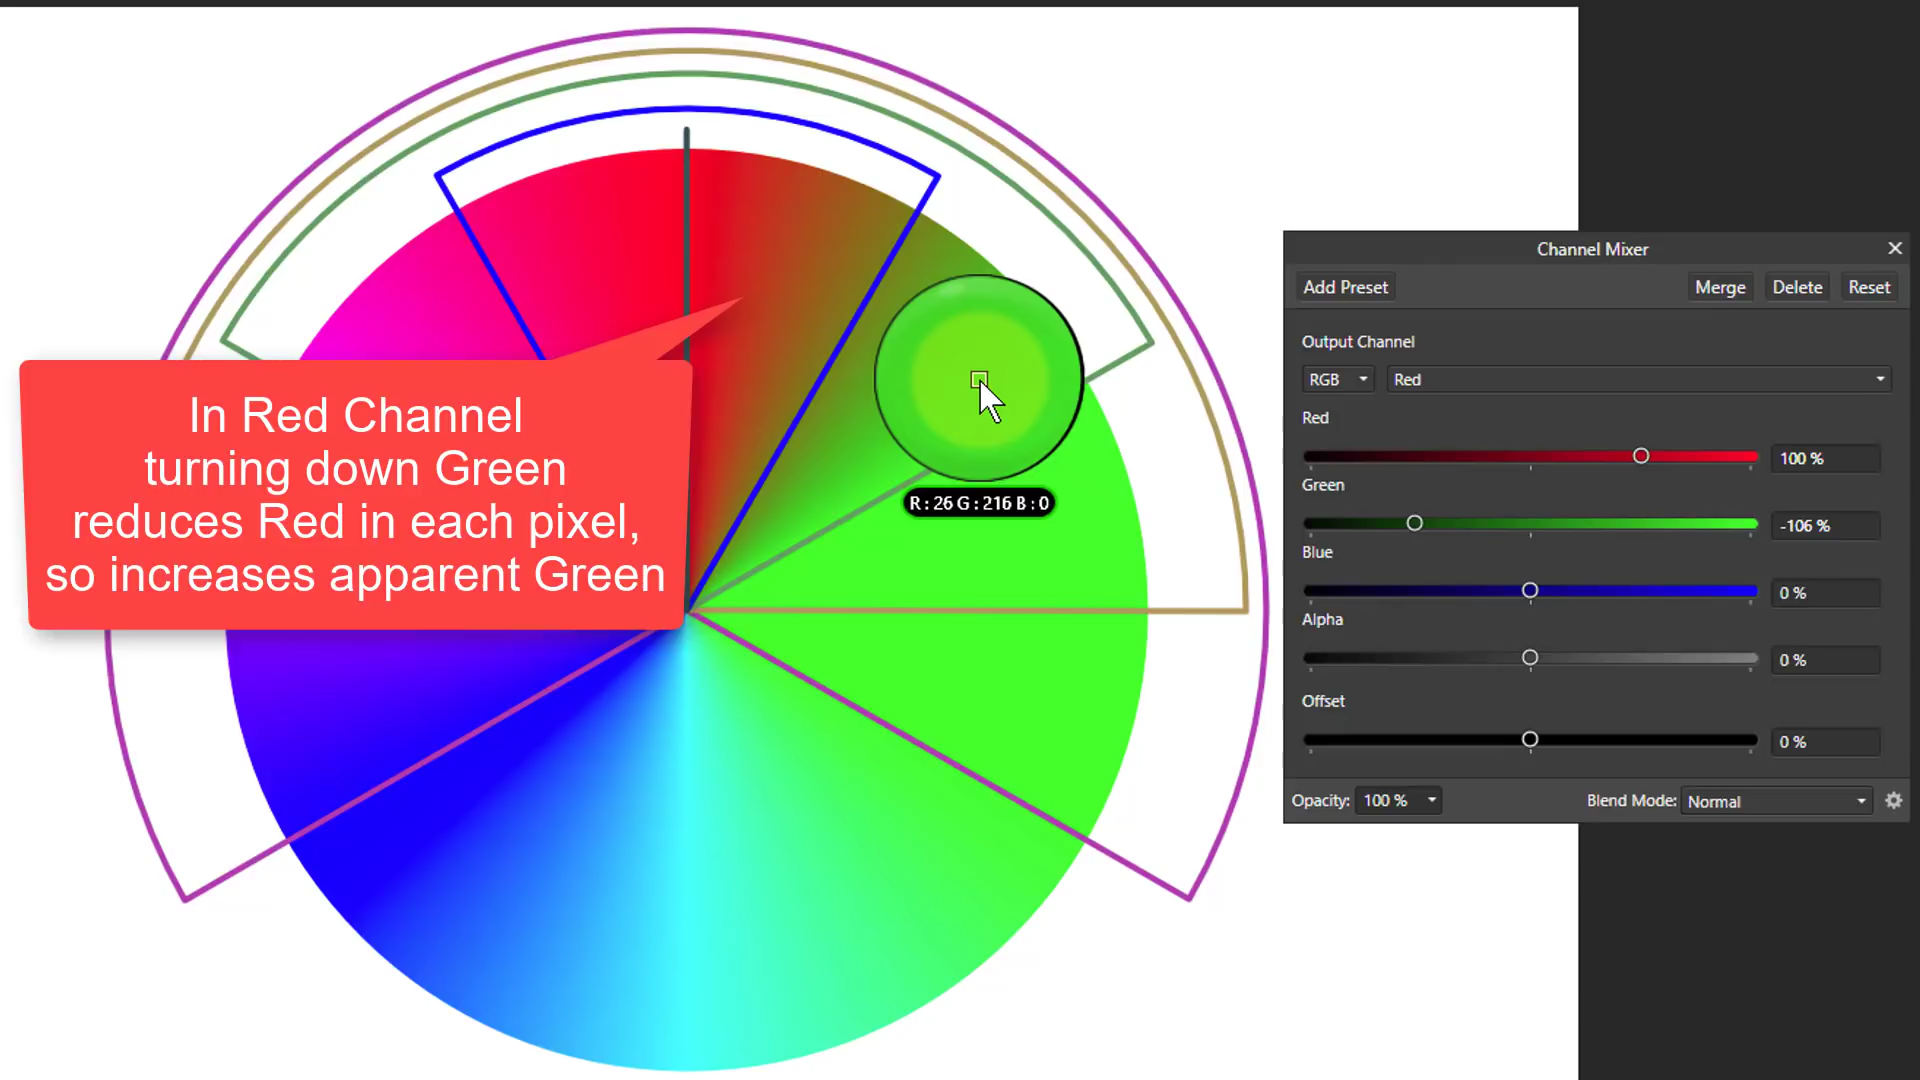 In Red Channel
turning down Green
reduces Red in each pixel,
so increases apparent Green
R : 26 G : 216 B : 0
Channel Mixer
Add Preset
Merge
Delete
Reset
Output Channel
RGB
Red
Red
100 %
Green
-106 %
Blue
0 %
Alpha
0 %
Offset
0 %
Opacity: 100 %
Blend Mode: Normal